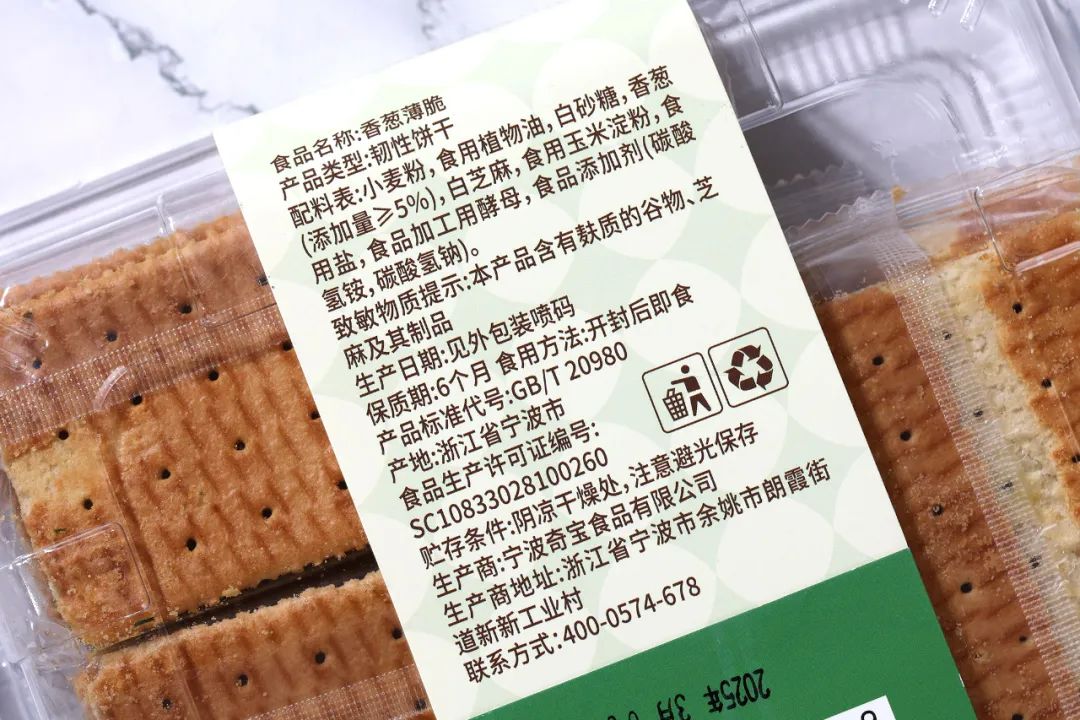 食品名称:香葱薄脆
产品类型:韧性饼干
配料表:小麦粉,食用植物油,白砂糖,香葱
(添加量≥5%),白芝麻,食用玉米淀粉,食
用盐,食品加工用酵母,食品添加剂(碳酸
氢铵,碳酸氢钠)。
致敏物质提示:本产品含有麸质的谷物、芝
麻及其制品
生产日期:见外包装喷码
保质期:6个月 食用方法:开封后即食
产品标准代号:GB/T 20980
产地:浙江省宁波市
食品生产许可证编号:
SC10833028100260
贮存条件:阴凉干燥处,注意避光保存
生产商:宁波奇宝食品有限公司
生产商地址:浙江省宁波市余姚市朗霞街
道新新工业村
联系方式:400-0574-678
2025年 3月